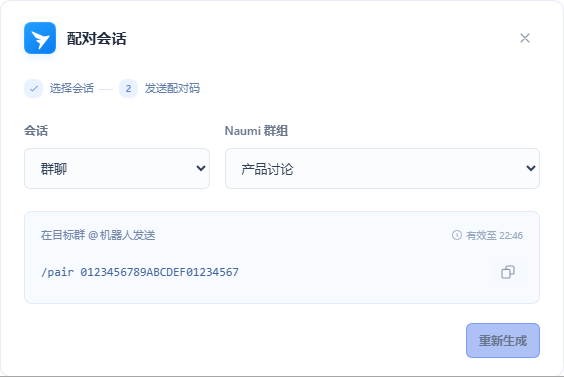 配对会话
选择会话 2 发送配对码
会话 Naumi 群组
群聊 产品讨论
在目标群 @机器人发送 有效至 22:46
/pair 0123456789ABCDEF01234567
重新生成